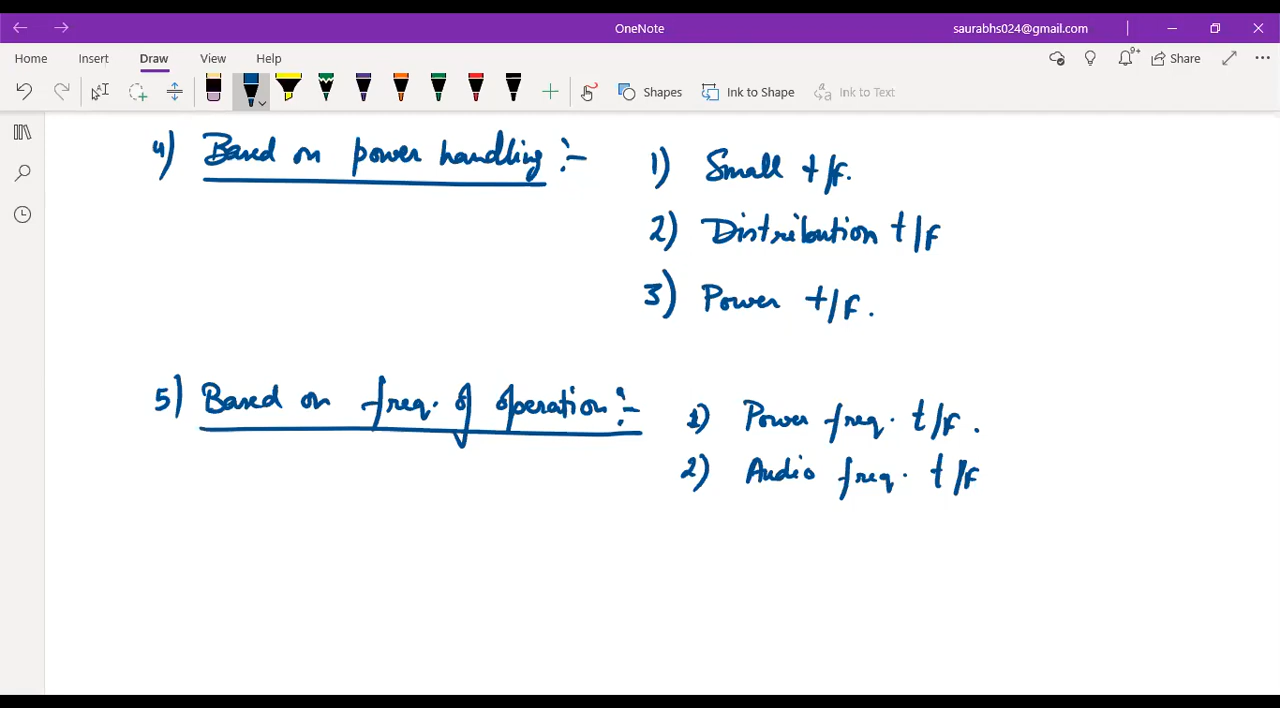 OneNote
saurabhs024@gmail.com
Home Insert Draw View Help
Share
Shapes Ink to Shape Ink to Text
4) Based on power handling :-
1) Small t/f.
2) Distribution t/f
3) Power t/f.
5) Based on freq. of operation :-
1) Power freq. t/f.
2) Audio freq. t/f